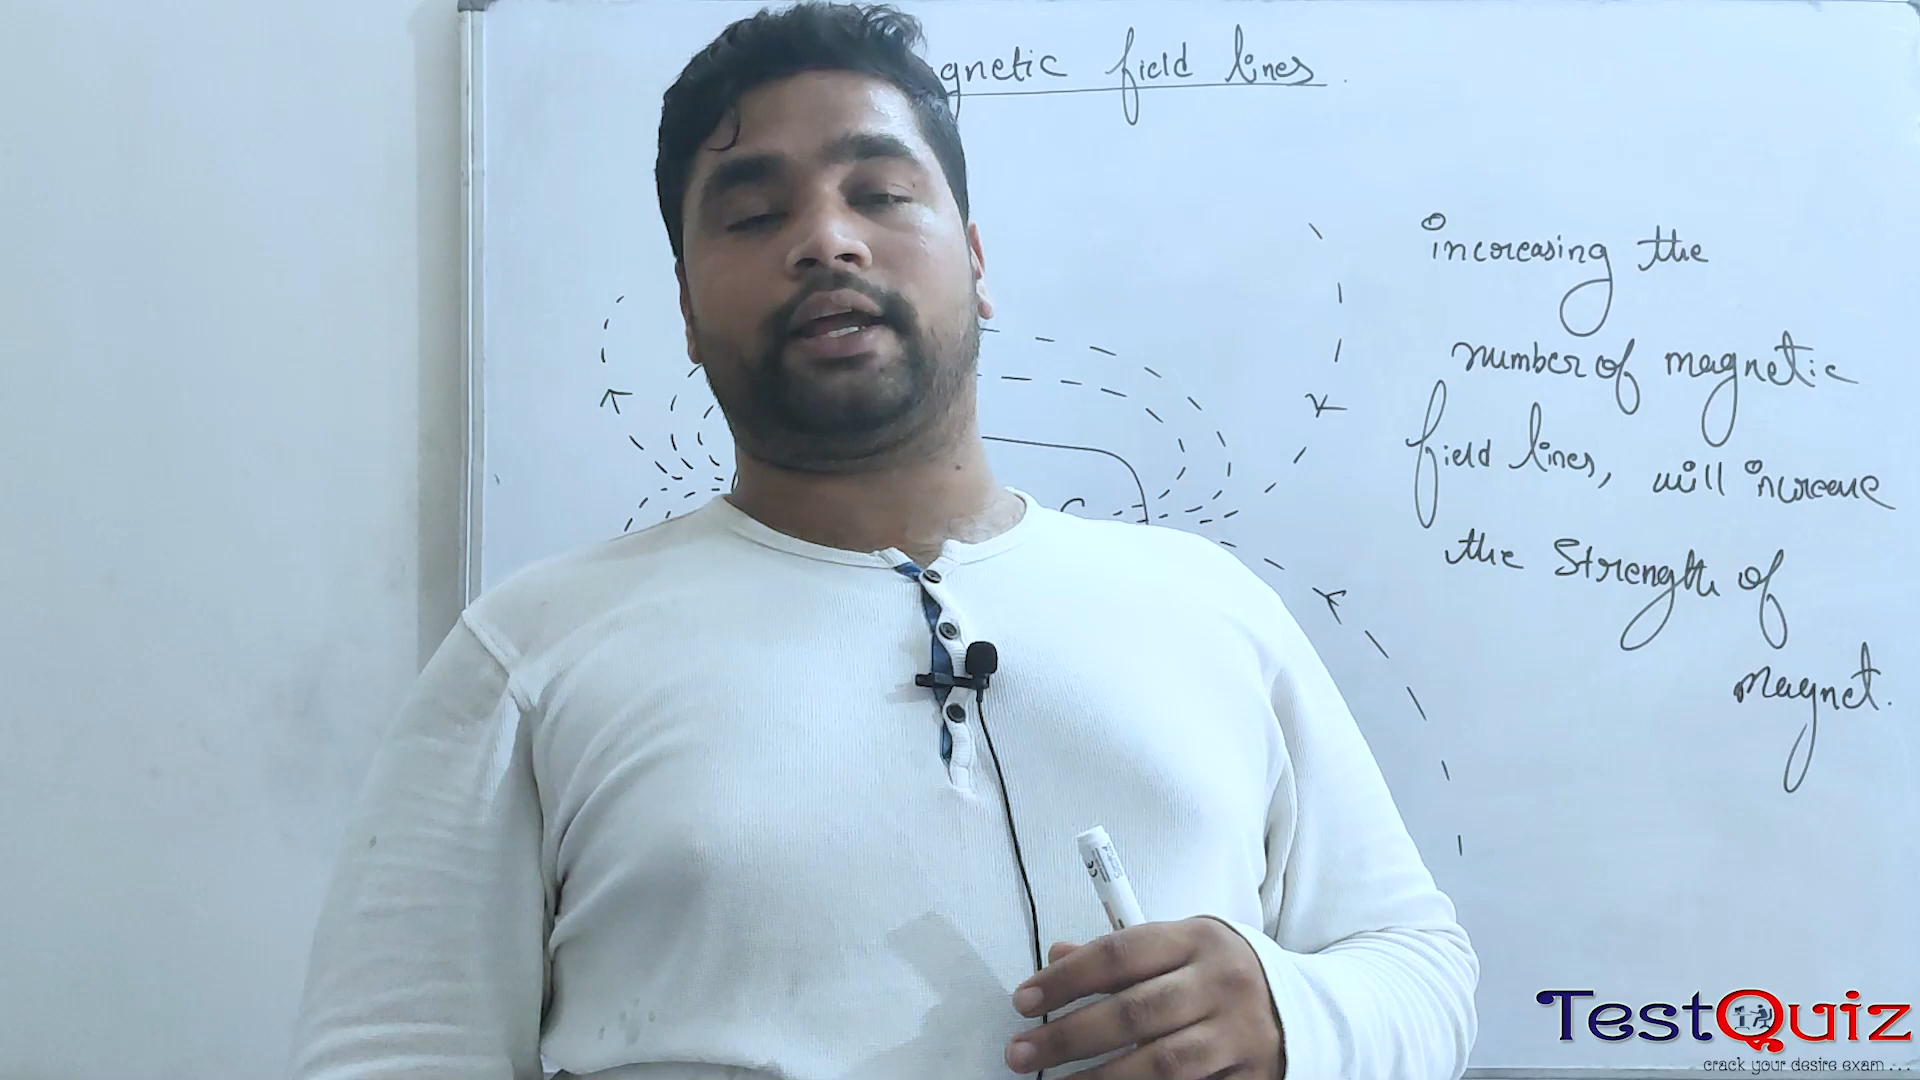 gnetic field lines
increasing the
number of magnetic
field lines, will increase
the strength of
magnet.
S
TestQuiz
crack your desire exam ...